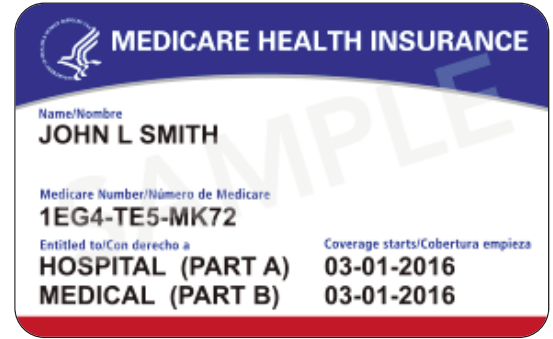 MEDICARE HEALTH INSURANCE
Name/Nombre
JOHN L SMITH
Medicare Number/Número de Medicare
1EG4-TE5-MK72
Entitled to/Con derecho a Coverage starts/Cobertura empieza
HOSPITAL (PART A) 03-01-2016
MEDICAL (PART B) 03-01-2016
SAMPLE